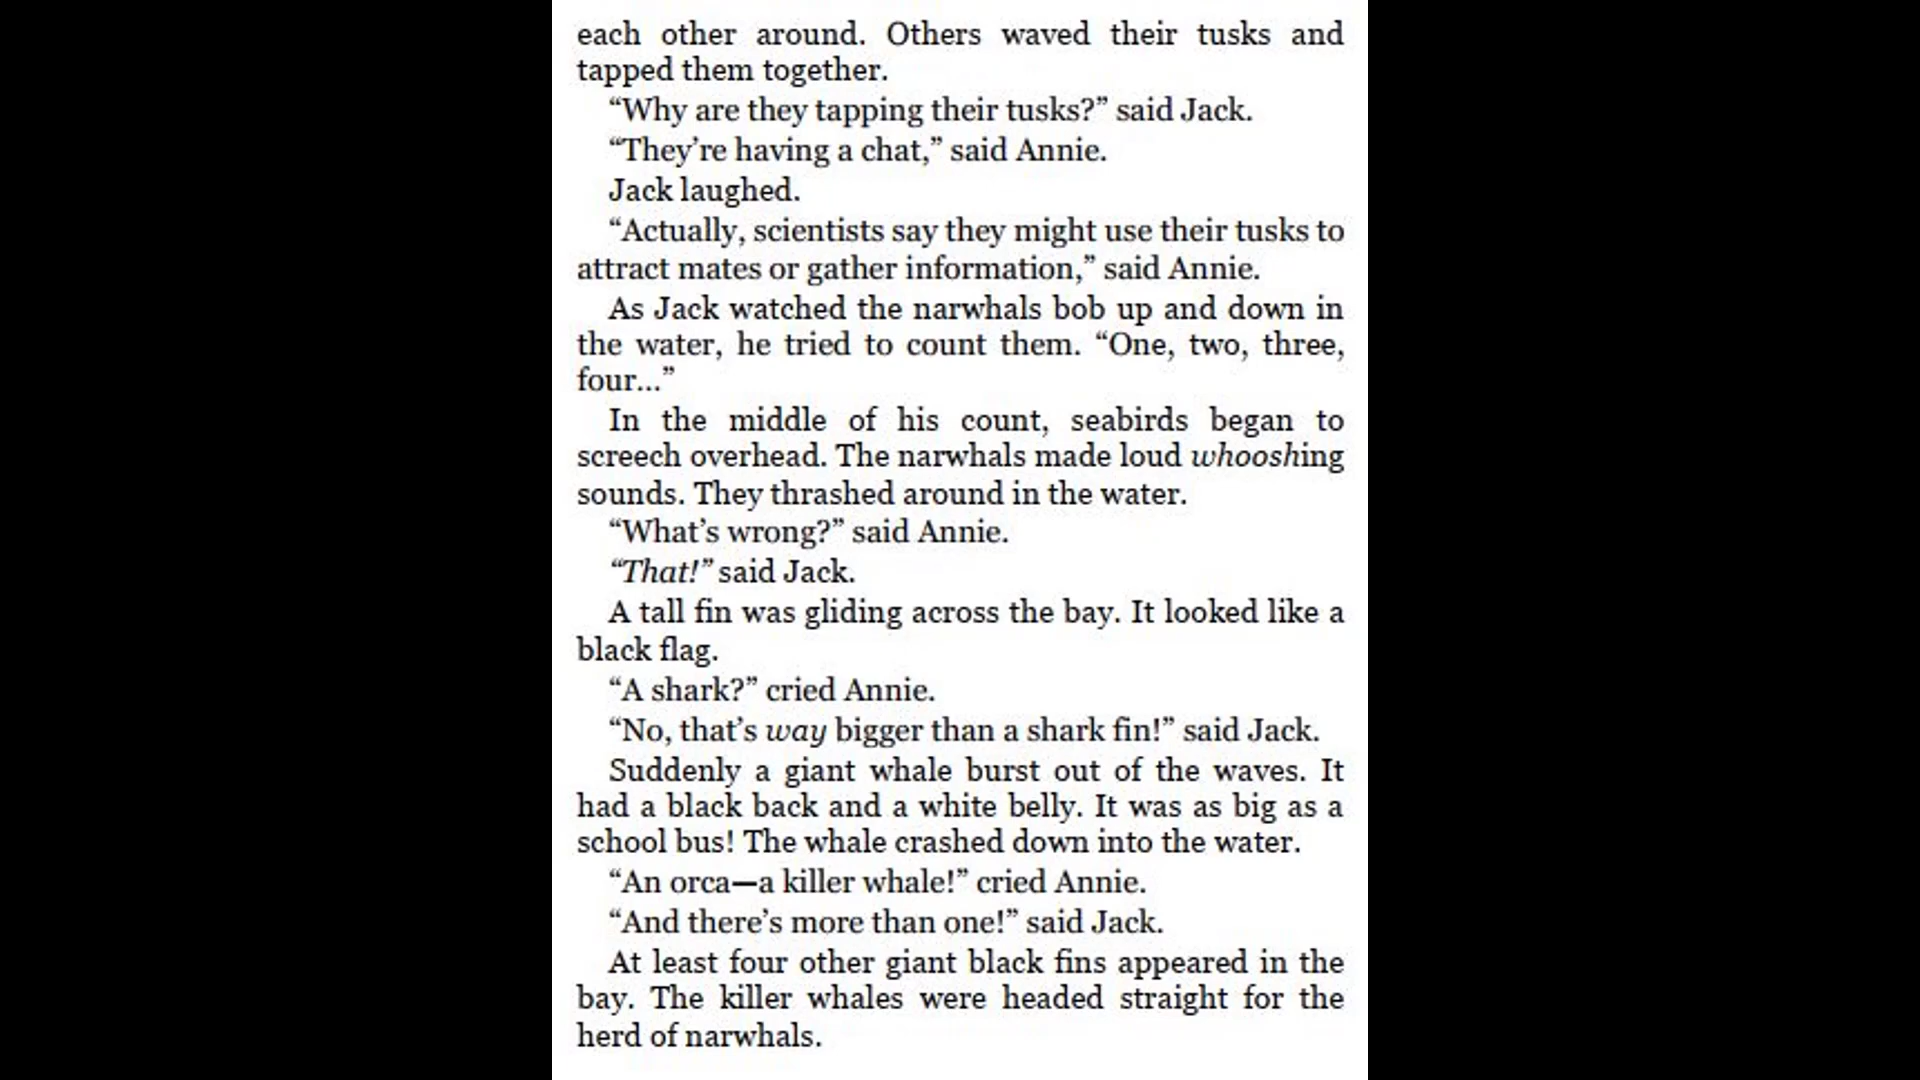 each other around. Others waved their tusks and
tapped them together.
“Why are they tapping their tusks?” said Jack.
“They’re having a chat,” said Annie.
Jack laughed.
“Actually, scientists say they might use their tusks to
attract mates or gather information,” said Annie.
As Jack watched the narwhals bob up and down in
the water, he tried to count them. “One, two, three,
four...”
In the middle of his count, seabirds began to
screech overhead. The narwhals made loud whooshing
sounds. They thrashed around in the water.
“What’s wrong?” said Annie.
“That!” said Jack.
A tall fin was gliding across the bay. It looked like a
black flag.
“A shark?” cried Annie.
“No, that’s way bigger than a shark fin!” said Jack.
Suddenly a giant whale burst out of the waves. It
had a black back and a white belly. It was as big as a
school bus! The whale crashed down into the water.
“An orca—a killer whale!” cried Annie.
“And there’s more than one!” said Jack.
At least four other giant black fins appeared in the
bay. The killer whales were headed straight for the
herd of narwhals.